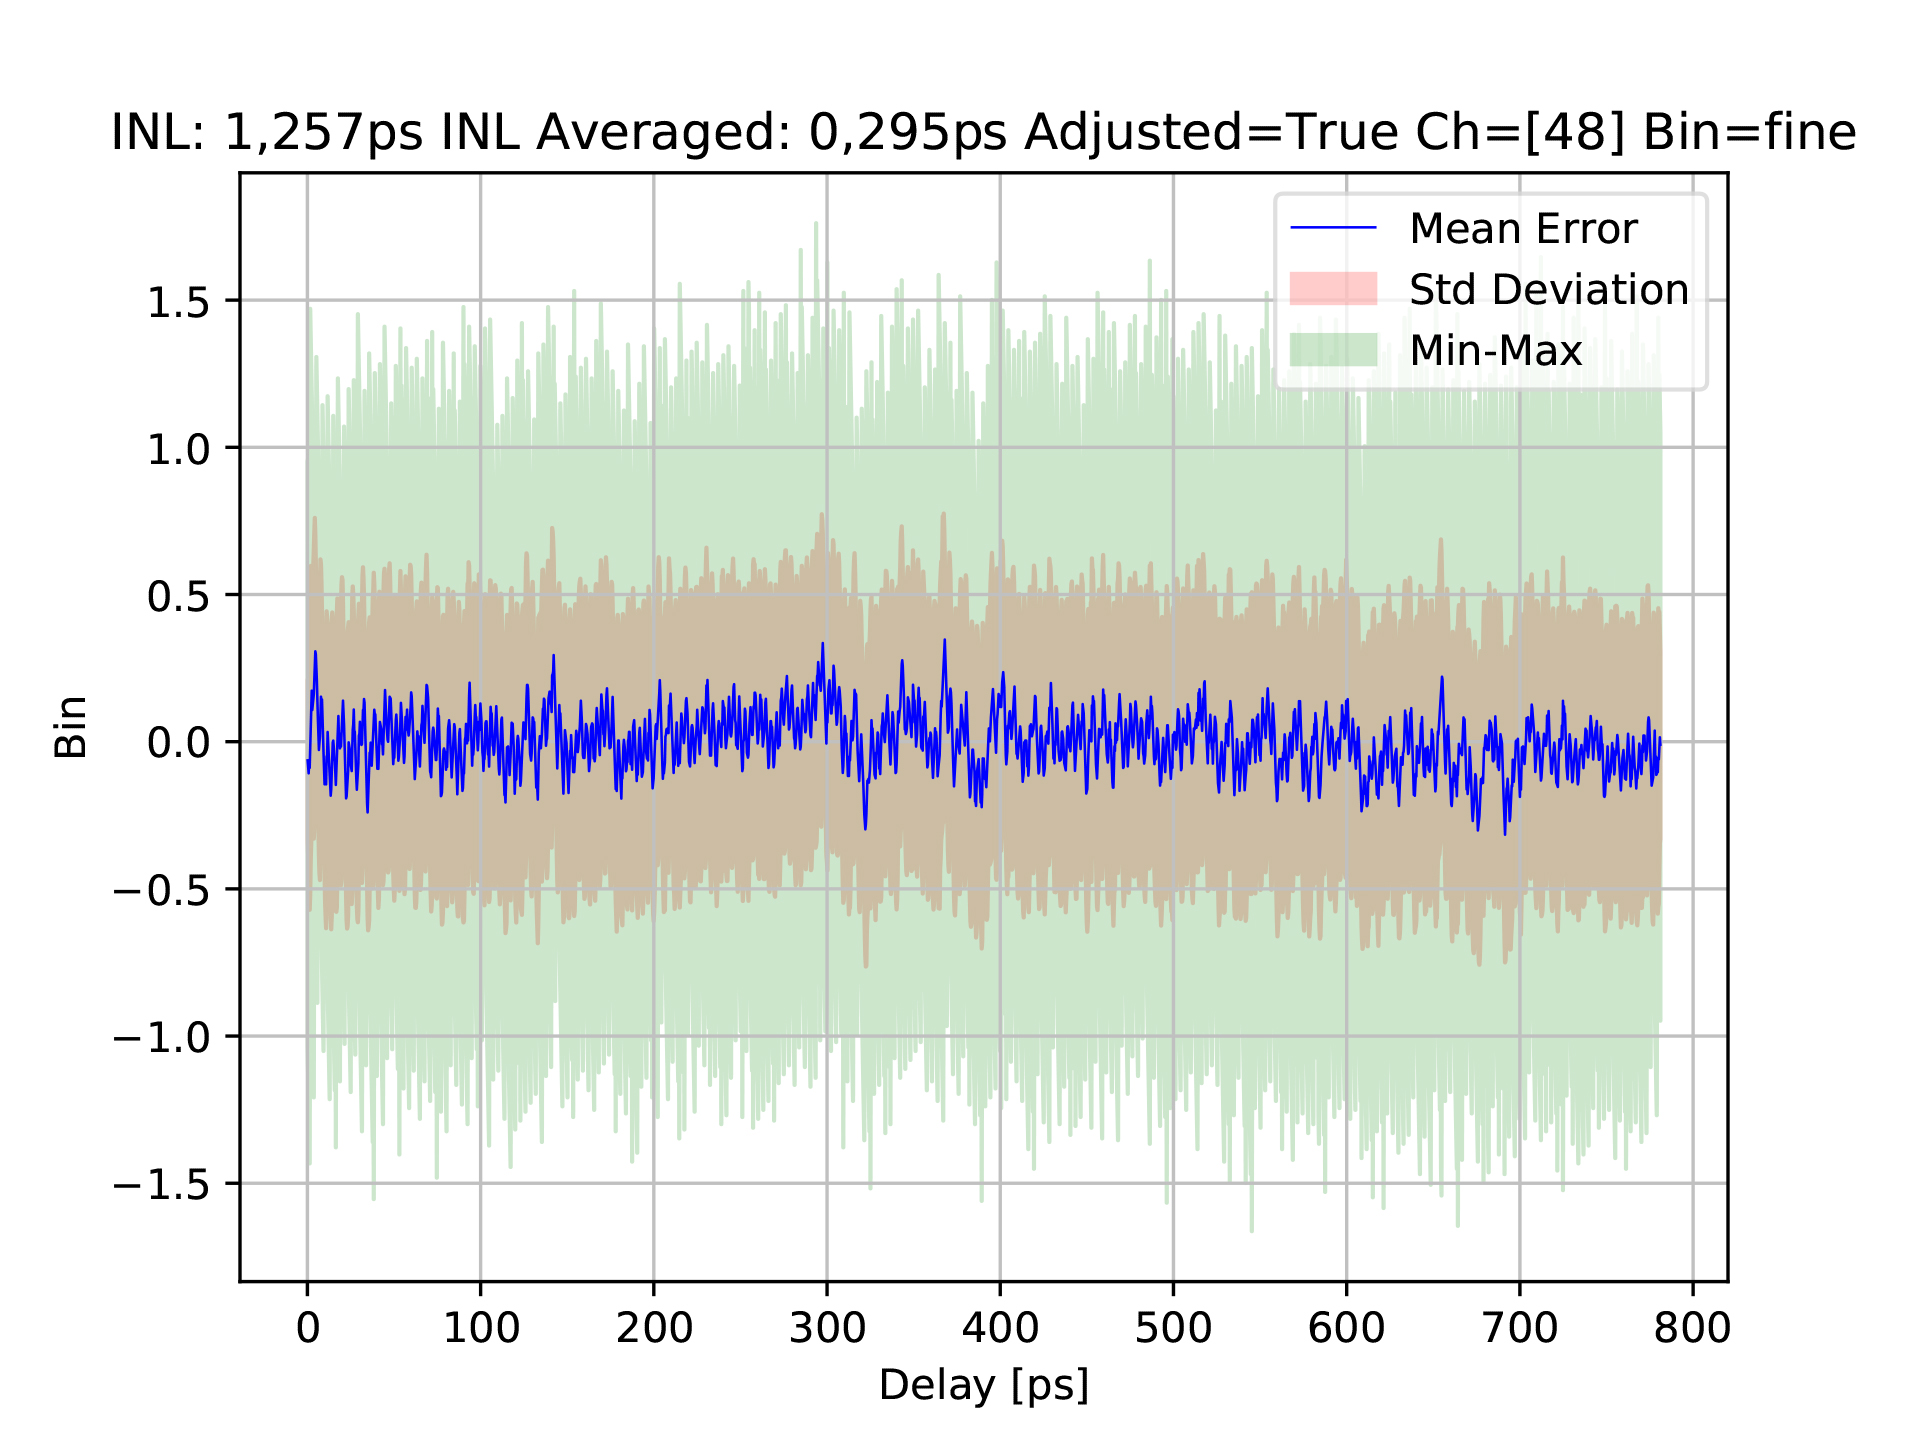 INL: 1,257ps INL Averaged: 0,295ps Adjusted=True Ch=[48] Bin=fine
Mean Error
Std Deviation
Min-Max
1.5
1.0
0.5
0.0
−0.5
−1.0
−1.5
Bin
0 100 200 300 400 500 600 700 800
Delay [ps]